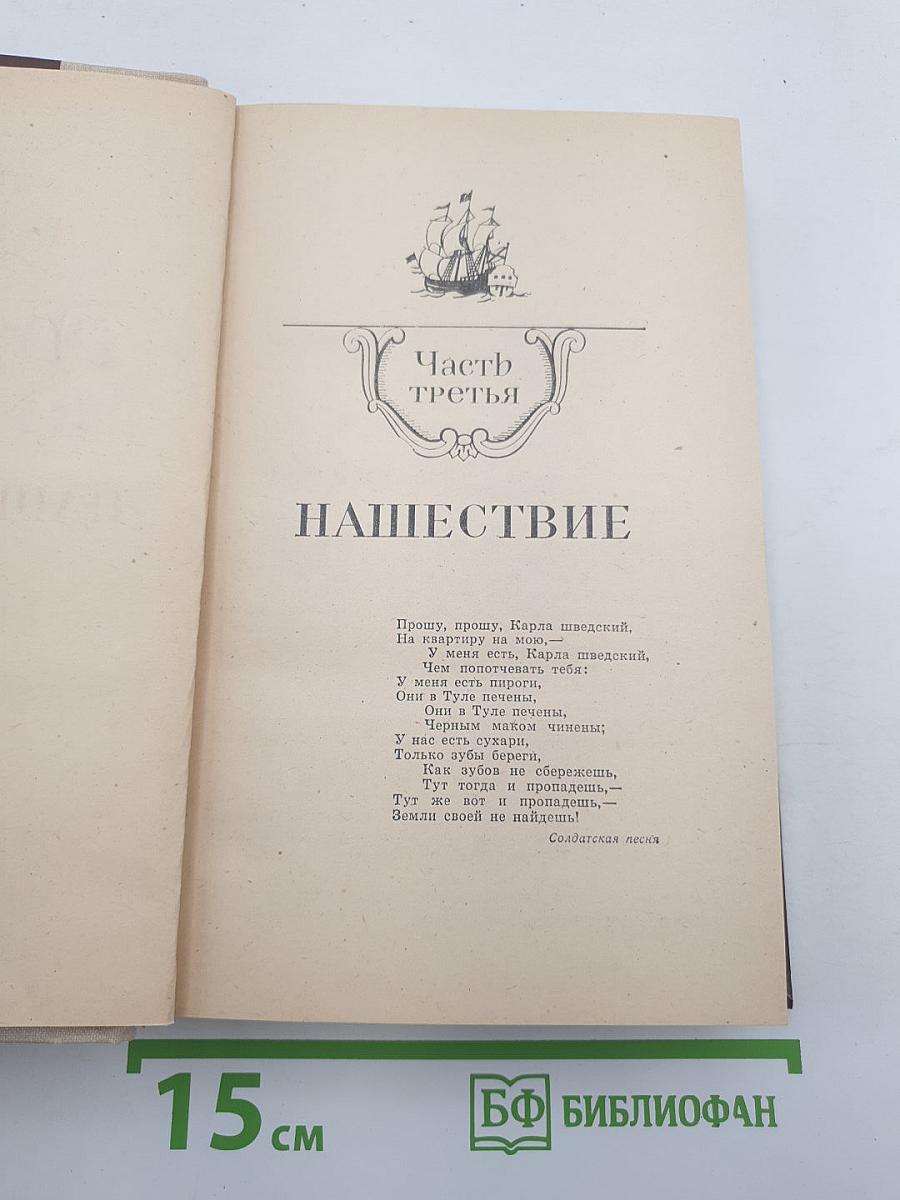 Часть
третья
НАШЕСТВИЕ
Прошу, прошу, Карла шведский,
На квартиру на мою,—
У меня есть, Карла шведский,
Чем попотчевать тебя:
У меня есть пироги,
Они в Туле печены,
Они в Туле печены,
Черным маком чинены;
У нас есть сухари,
Только зубы береги,
Как зубов не сбережешь,
Тут тогда и пропадешь,—
Тут же вот и пропадешь,—
Земли своей не найдешь!
Солдатская песня
15 см
БФ БИБЛИОФАН